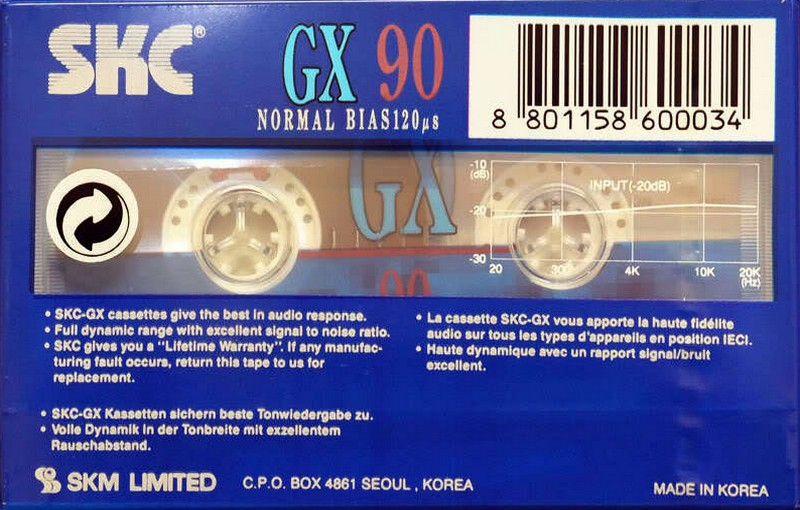 SKC®
GX 90
NORMAL BIAS 120µs
8 801158 600034
GX
90
-10
(dB)
INPUT(-20dB)
-20
-30
20 300 4K 10K 20K
(Hz)
• SKC-GX cassettes give the best in audio response.
• Full dynamic range with excellent signal to noise ratio.
• SKC gives you a "Lifetime Warranty". If any manufac-
turing fault occurs, return this tape to us for
replacement.
• La cassette SKC-GX vous apporte la haute fidélite
audio sur tous les types d'appareils en position IECI.
• Haute dynamique avec un rapport signal/bruit
excellent.
• SKC-GX Kassetten sichern beste Tonwiedergabe zu.
• Volle Dynamik in der Tonbreite mit exzellentem
Rauschabstand.
SKM LIMITED C.P.O. BOX 4861 SEOUL , KOREA
MADE IN KOREA